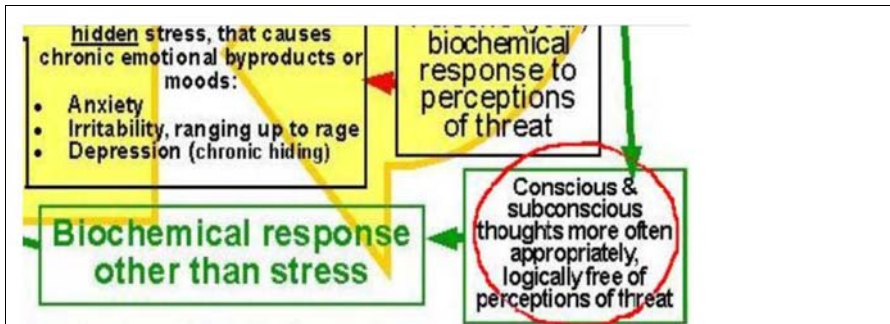 hidden stress, that causes
chronic emotional byproducts or
moods:
• Anxiety
• Irritability, ranging up to rage
• Depression (chronic hiding)
biochemical
response to
perceptions
of threat
Conscious &
subconscious
thoughts more often
appropriately,
logically free of
perceptions of threat
Biochemical response
other than stress